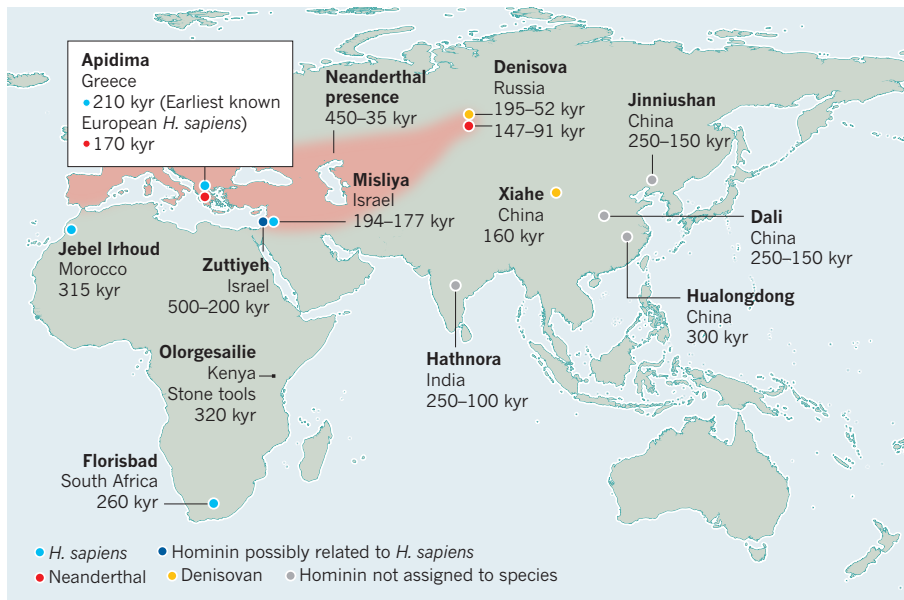 Apidima
Greece
210 kyr (Earliest known
European H. sapiens)
170 kyr
Neanderthal
presence
450–35 kyr
Denisova
Russia
195–52 kyr
147–91 kyr
Jinniushan
China
250–150 kyr
Misliya
Israel
194–177 kyr
Xiahe
China
160 kyr
Dali
China
250–150 kyr
Jebel Irhoud
Morocco
315 kyr
Zuttiyeh
Israel
500–200 kyr
Hualongdong
China
300 kyr
Olorgesailie
Kenya
Stone tools
320 kyr
Hathnora
India
250–100 kyr
Florisbad
South Africa
260 kyr
H. sapiens
Hominin possibly related to H. sapiens
Neanderthal
Denisovan
Hominin not assigned to species